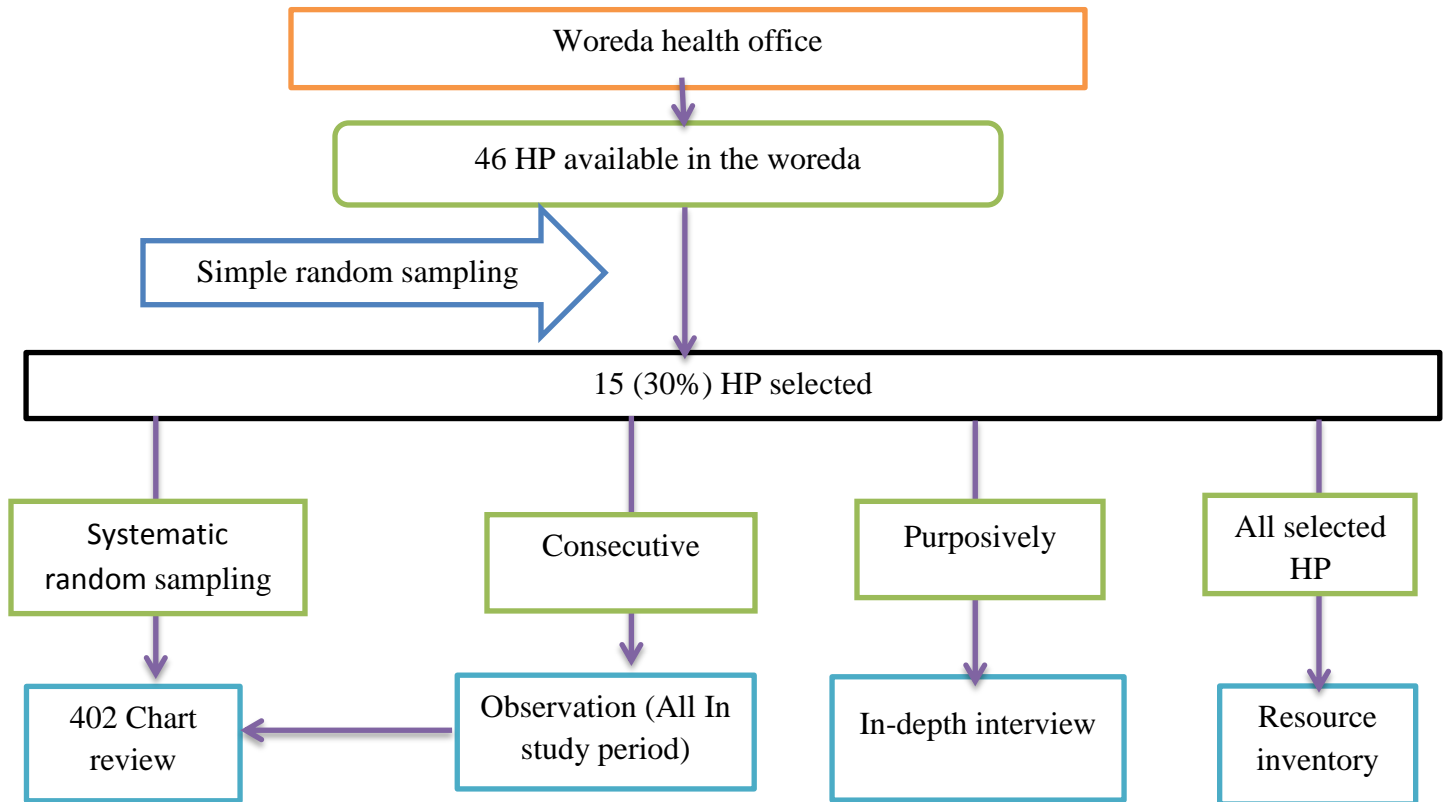 Woreda health office
46 HP available in the woreda
Simple random sampling
15 (30%) HP selected
Systematic
random sampling
Consecutive
Purposively
All selected
HP
402 Chart
review
Observation (All In
study period)
In-depth interview
Resource
inventory